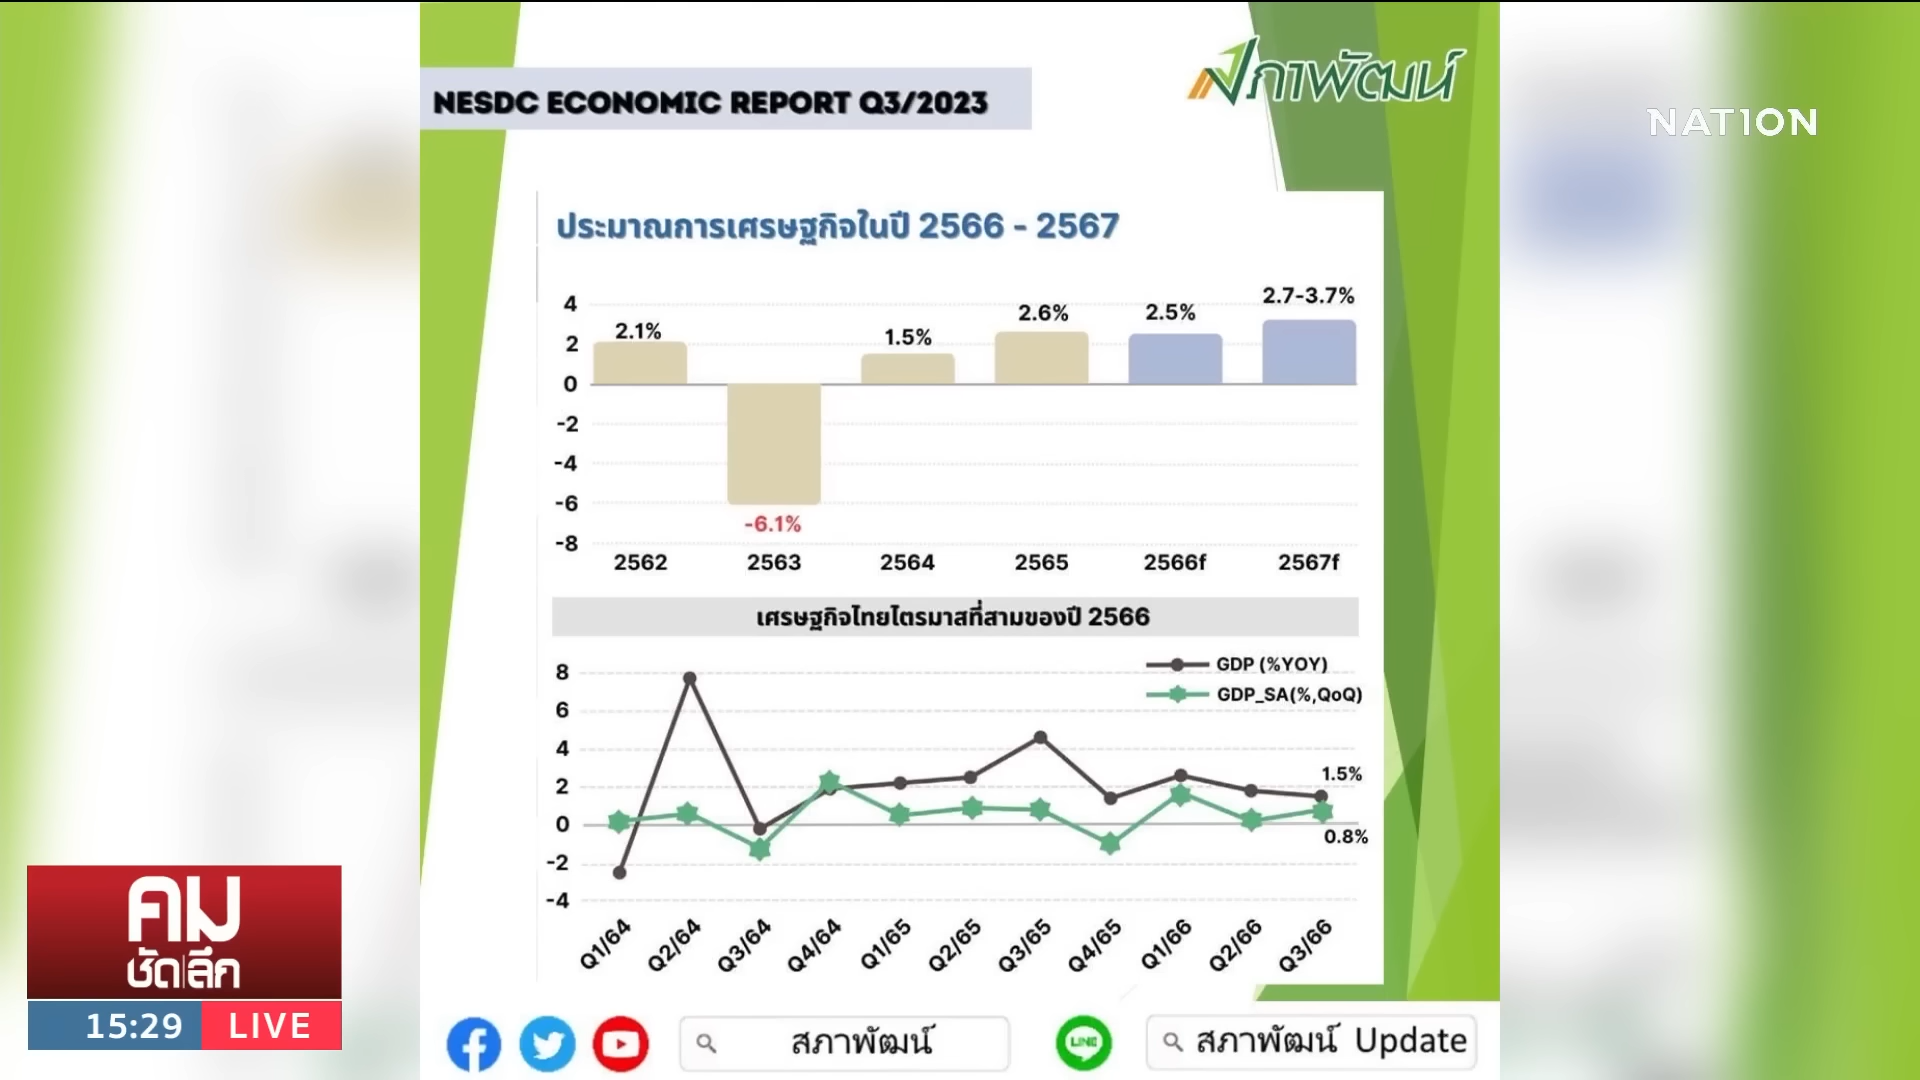 NESDC ECONOMIC REPORT Q3/2023
สภาพัฒน์
NATION
ประมาณการเศรษฐกิจในปี 2566 - 2567
4
2
0
-2
-4
-6
-8
2.1%
-6.1%
1.5%
2.6%
2.5%
2.7-3.7%
2562
2563
2564
2565
2566f
2567f
เศรษฐกิจไทยไตรมาสที่สามของปี 2566
GDP (%YOY)
GDP_SA(%,QoQ)
8
6
4
2
0
-2
-4
1.5%
0.8%
Q1/64
Q2/64
Q3/64
Q4/64
Q1/65
Q2/65
Q3/65
Q4/65
Q1/66
Q2/66
Q3/66
คม
ชัดลึก
15:29 LIVE
สภาพัฒน์
LINE
สภาพัฒน์ Update